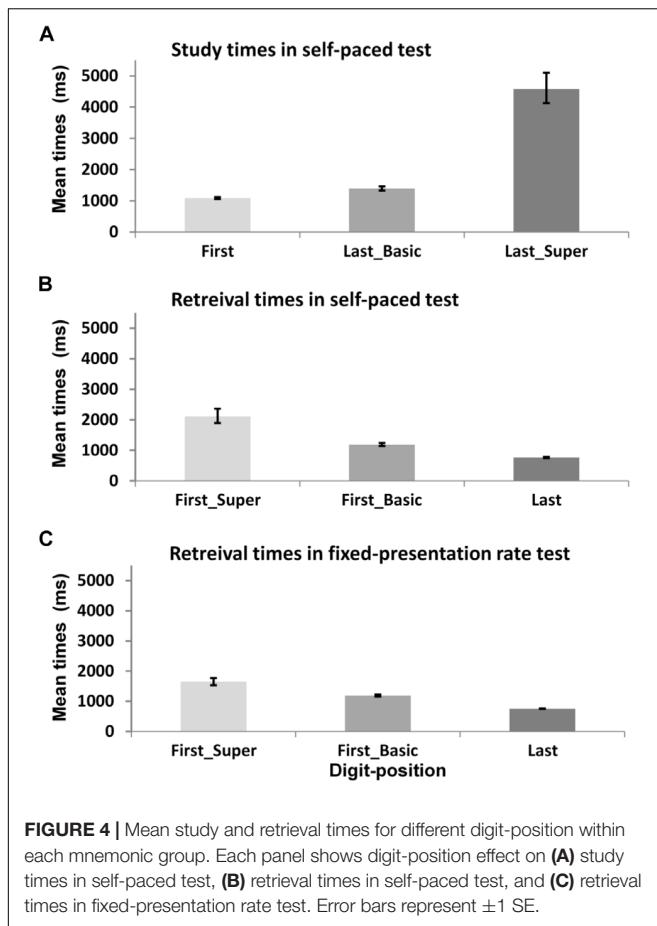 A
Study times in self-paced test
Mean times (ms)
5000
4000
3000
2000
1000
0
First Last_Basic Last_Super
B
Retreival times in self-paced test
Mean times (ms)
5000
4000
3000
2000
1000
0
First_Super First_Basic Last
C
Retreival times in fixed-presentation rate test
Mean times (ms)
5000
4000
3000
2000
1000
0
First_Super First_Basic Last
Digit-position
FIGURE 4 | Mean study and retrieval times for different digit-position within
each mnemonic group. Each panel shows digit-position effect on (A) study
times in self-paced test, (B) retrieval times in self-paced test, and (C) retrieval
times in fixed-presentation rate test. Error bars represent ±1 SE.